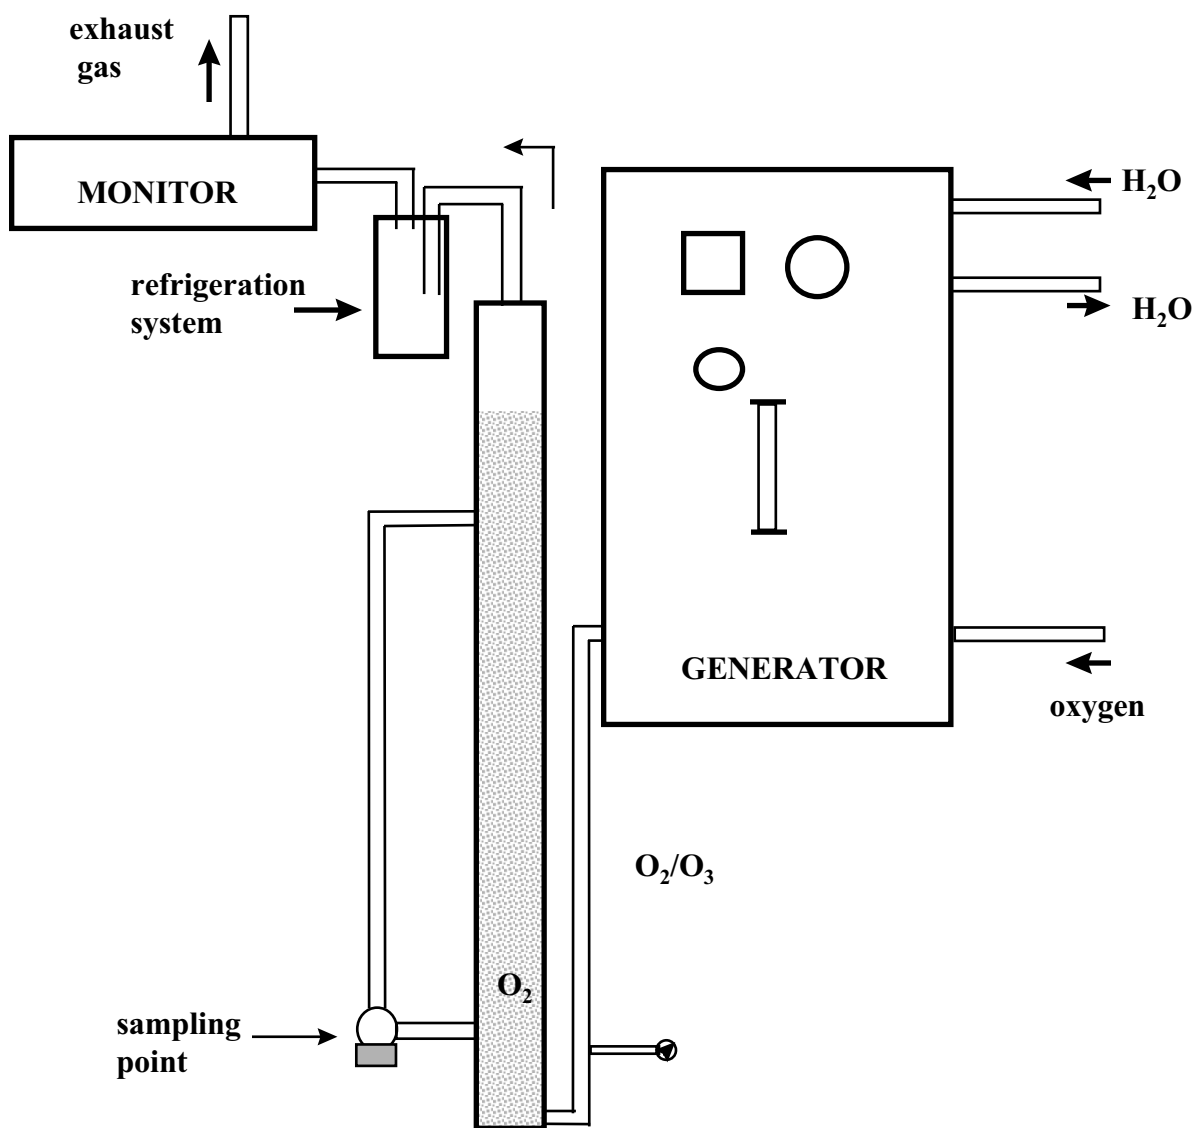 exhaust
gas
MONITOR
H₂O
refrigeration
system
H₂O
GENERATOR
oxygen
O₂/O₃
O₂
sampling
point